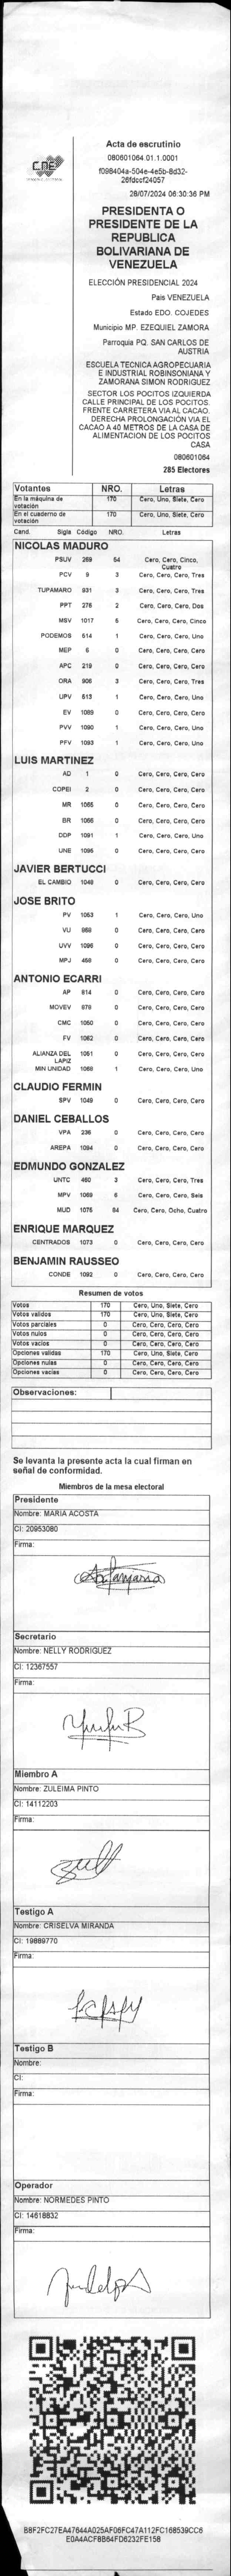 CNE
Acta de escrutinio
080601064.01.1.0001
f098404a-504e-4e5b-8d32-
26fdccf24057
28/07/2024 06:30:36 PM
PRESIDENTA O
PRESIDENTE DE LA
REPUBLICA
BOLIVARIANA DE
VENEZUELA
ELECCIÓN PRESIDENCIAL 2024
Pais VENEZUELA
Estado EDO. COJEDES
Municipio MP. EZEQUIEL ZAMORA
Parroquia PQ. SAN CARLOS DE
AUSTRIA
ESCUELA TECNICA AGROPECUARIA
E INDUSTRIAL ROBINSONIANA Y
ZAMORANA SIMON RODRIGUEZ
SECTOR LOS POCITOS IZQUIERDA
CALLE PRINCIPAL DE LOS POCITOS.
FRENTE CARRETERA VIA AL CACAO.
DERECHA PROLONGACIÓN VIA EL
CACAO A 40 METROS DE LA CASA DE
ALIMENTACION DE LOS POCITOS
CASA
080601064
285 Electores
Votantes NRO. Letras
En la máquina de votación 170 Cero, Uno, Siete, Cero
En el cuaderno de votación 170 Cero, Uno, Siete, Cero
Cand. Sigla Código NRO. Letras
NICOLAS MADURO
PSUV 269 54 Cero, Cero, Cinco, Cuatro
PCV 9 3 Cero, Cero, Cero, Tres
TUPAMARO 931 3 Cero, Cero, Cero, Tres
PPT 276 2 Cero, Cero, Cero, Dos
MSV 1017 5 Cero, Cero, Cero, Cinco
PODEMOS 514 1 Cero, Cero, Cero, Uno
MEP 6 0 Cero, Cero, Cero, Cero
APC 219 0 Cero, Cero, Cero, Cero
ORA 906 3 Cero, Cero, Cero, Tres
UPV 513 1 Cero, Cero, Cero, Uno
EV 1089 0 Cero, Cero, Cero, Cero
PVV 1090 1 Cero, Cero, Cero, Uno
PFV 1093 1 Cero, Cero, Cero, Uno
LUIS MARTINEZ
AD 1 0 Cero, Cero, Cero, Cero
COPEI 2 0 Cero, Cero, Cero, Cero
MR 1065 0 Cero, Cero, Cero, Cero
BR 1066 0 Cero, Cero, Cero, Cero
DDP 1091 1 Cero, Cero, Cero, Uno
UNE 1095 0 Cero, Cero, Cero, Cero
JAVIER BERTUCCI
EL CAMBIO 1048 0 Cero, Cero, Cero, Cero
JOSE BRITO
PV 1053 1 Cero, Cero, Cero, Uno
VU 868 0 Cero, Cero, Cero, Cero
UVV 1096 0 Cero, Cero, Cero, Cero
MPJ 458 0 Cero, Cero, Cero, Cero
ANTONIO ECARRI
AP 814 0 Cero, Cero, Cero, Cero
MOVEV 878 0 Cero, Cero, Cero, Cero
CMC 1050 0 Cero, Cero, Cero, Cero
FV 1062 0 Cero, Cero, Cero, Cero
ALIANZA DEL LAPIZ 1051 0 Cero, Cero, Cero, Cero
MIN UNIDAD 1068 1 Cero, Cero, Cero, Uno
CLAUDIO FERMIN
SPV 1049 0 Cero, Cero, Cero, Cero
DANIEL CEBALLOS
VPA 236 0 Cero, Cero, Cero, Cero
AREPA 1094 0 Cero, Cero, Cero, Cero
EDMUNDO GONZALEZ
UNTC 460 3 Cero, Cero, Cero, Tres
MPV 1069 6 Cero, Cero, Cero, Seis
MUD 1075 84 Cero, Cero, Ocho, Cuatro
ENRIQUE MARQUEZ
CENTRADOS 1073 0 Cero, Cero, Cero, Cero
BENJAMIN RAUSSEO
CONDE 1092 0 Cero, Cero, Cero, Cero
Resumen de votos
Votos 170 Cero, Uno, Siete, Cero
Votos validos 170 Cero, Uno, Siete, Cero
Votos parciales 0 Cero, Cero, Cero, Cero
Votos nulos 0 Cero, Cero, Cero, Cero
Votos vacios 0 Cero, Cero, Cero, Cero
Opciones validas 170 Cero, Uno, Siete, Cero
Opciones nulas 0 Cero, Cero, Cero, Cero
Opciones vacias 0 Cero, Cero, Cero, Cero
Observaciones:
Se levanta la presente acta la cual firman en
señal de conformidad.
Miembros de la mesa electoral
Presidente
Nombre: MARIA ACOSTA
CI: 20953080
Firma:
Secretario
Nombre: NELLY RODRIGUEZ
CI: 12367557
Firma:
Miembro A
Nombre: ZULEIMA PINTO
CI: 14112203
Firma:
Testigo A
Nombre: CRISELVA MIRANDA
CI: 19889770
Firma:
Testigo B
Nombre:
CI:
Firma:
Operador
Nombre: NORMEDES PINTO
CI: 14618832
Firma:
B8F2FC27EA47644A025AF06FC47A112FC168539CC6
E0A4ACF8B64FD6232FE158